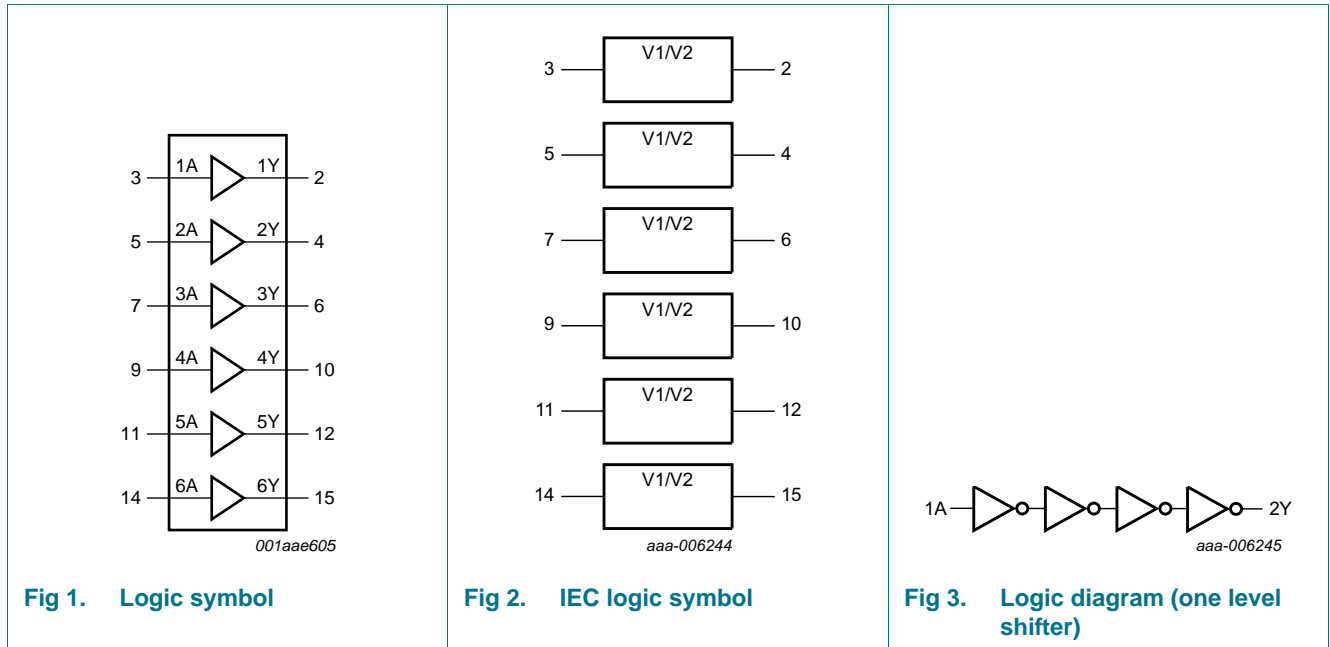 3 1A 1Y 2
5 2A 2Y 4
7 3A 3Y 6
9 4A 4Y 10
11 5A 5Y 12
14 6A 6Y 15
001aae605
Fig 1. Logic symbol
V1/V2
3 2
V1/V2
5 4
V1/V2
7 6
V1/V2
9 10
V1/V2
11 12
V1/V2
14 15
aaa-006244
Fig 2. IEC logic symbol
1A 2Y
aaa-006245
Fig 3. Logic diagram (one level
shifter)